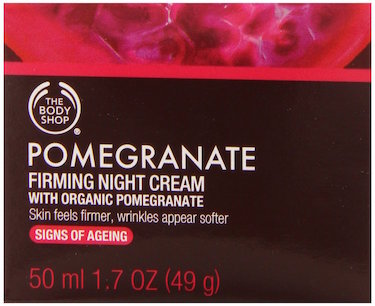 THE
BODY
SHOP®
POMEGRANATE
FIRMING NIGHT CREAM
WITH ORGANIC POMEGRANATE
Skin feels firmer, wrinkles appear softer
SIGNS OF AGEING
50 ml 1.7 OZ (49 g)